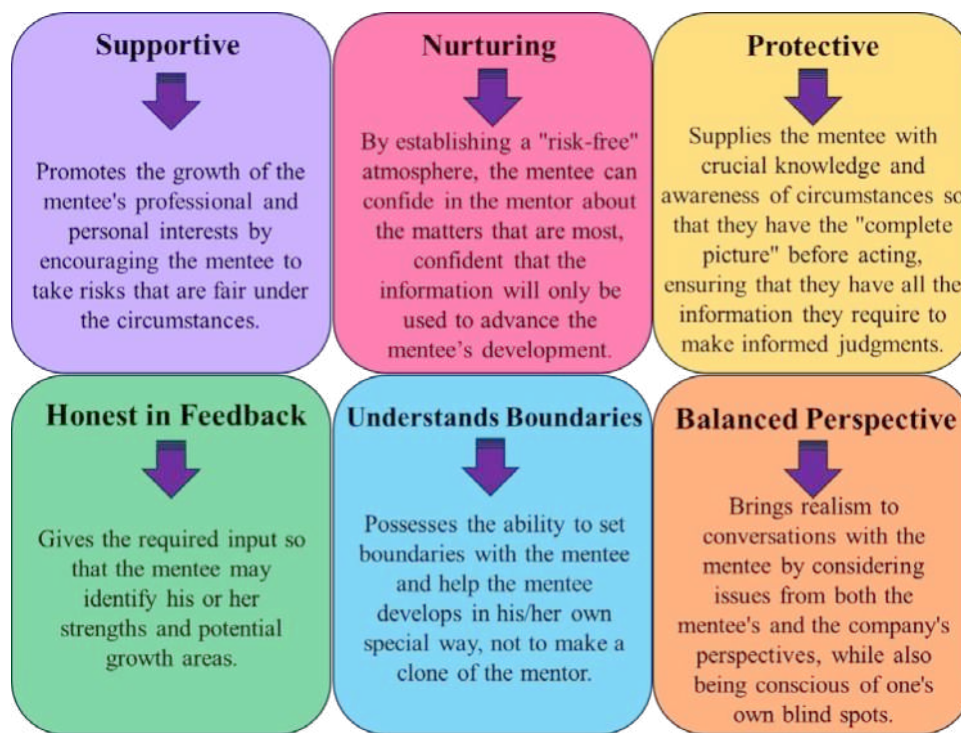 Supportive
Promotes the growth of the
mentee's professional and
personal interests by
encouraging the mentee to
take risks that are fair under
the circumstances.
Nurturing
By establishing a "risk-free"
atmosphere, the mentee can
confide in the mentor about
the matters that are most,
confident that the
information will only be
used to advance the
mentee’s development.
Protective
Supplies the mentee with
crucial knowledge and
awareness of circumstances so
that they have the "complete
picture" before acting,
ensuring that they have all the
information they require to
make informed judgments.
Honest in Feedback
Gives the required input so
that the mentee may
identify his or her
strengths and potential
growth areas.
Understands Boundaries
Possesses the ability to set
boundaries with the mentee
and help the mentee
develops in his/her own
special way, not to make a
clone of the mentor.
Balanced Perspective
Brings realism to
conversations with the
mentee by considering
issues from both the
mentee's and the company's
perspectives, while also
being conscious of one's
own blind spots.